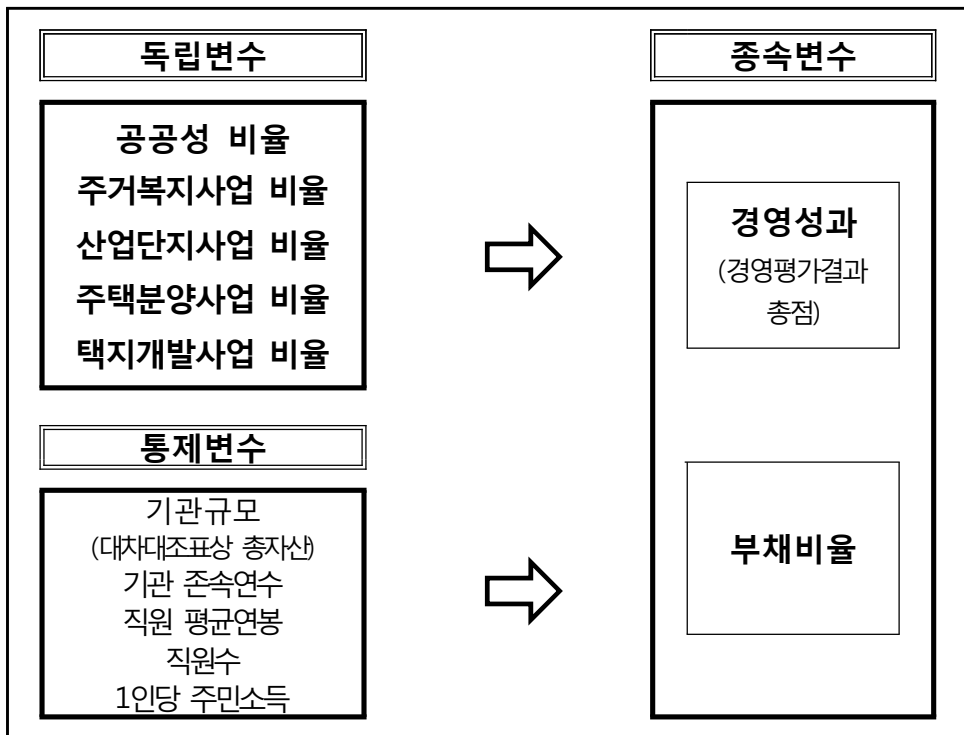 독립변수
공공성 비율
주거복지사업 비율
산업단지사업 비율
주택분양사업 비율
택지개발사업 비율
통제변수
기관규모
(대차대조표상 총자산)
기관 존속연수
직원 평균연봉
직원수
1인당 주민소득
종속변수
경영성과
(경영평가결과
총점)
부채비율